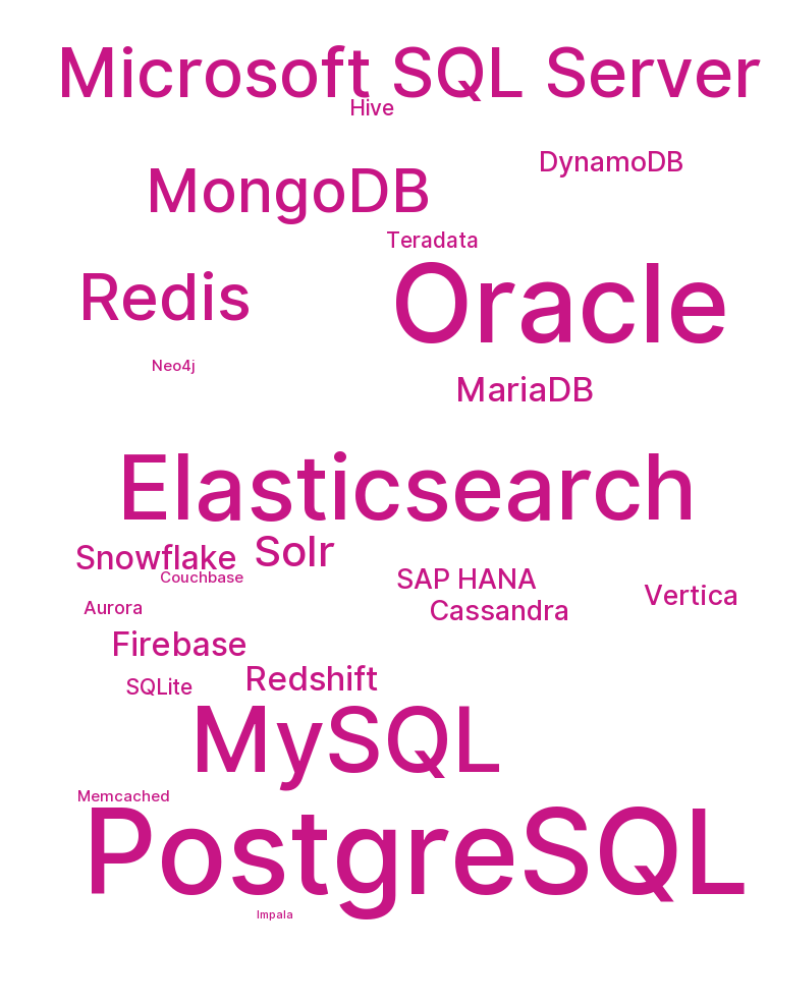 Microsoft SQL Server
Hive
DynamoDB
MongoDB
Teradata
Redis
Oracle
Neo4j
MariaDB
Elasticsearch
Snowflake
Solr
Couchbase
SAP HANA
Vertica
Aurora
Cassandra
Firebase
Redshift
SQLite
MySQL
Memcached
PostgreSQL
Impala